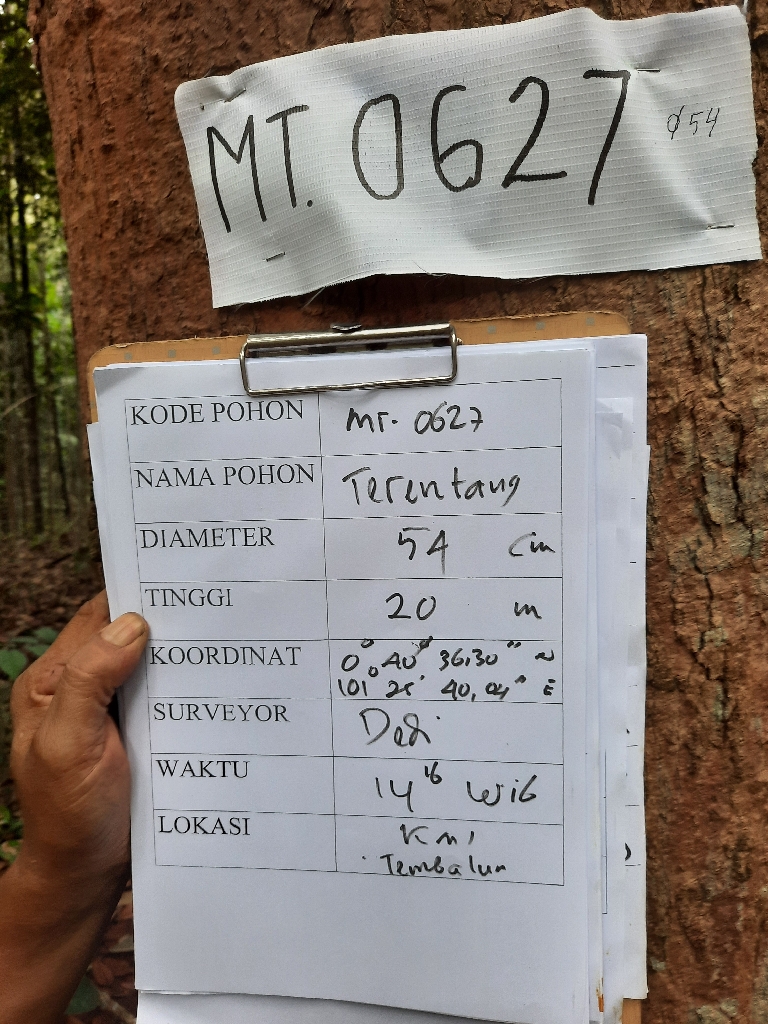 MT. 0627 Ø54
KODE POHON MT. 0627
NAMA POHON Terentang
DIAMETER 54 cm
TINGGI 20 m
KOORDINAT 0° 40' 36,30" N
101° 25' 40,04" E
SURVEYOR Dedi
WAKTU 14 16 WIB
LOKASI
Tembalun